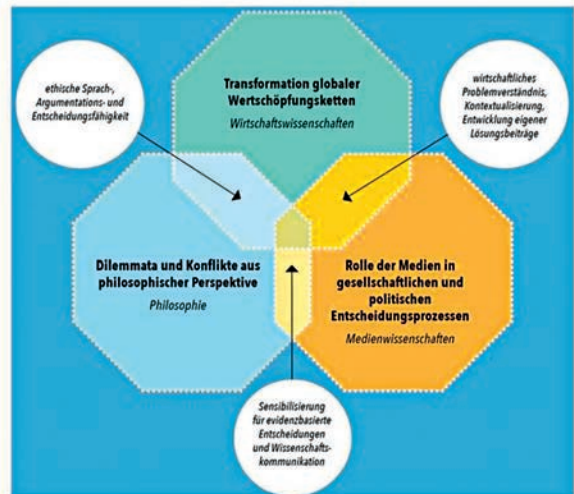 ethische Sprach-,
Argumentations- und
Entscheidungsfähigkeit
Transformation globaler
Wertschöpfungsketten
Wirtschaftswissenschaften
wirtschaftliches
Problemverständnis,
Kontextualisierung,
Entwicklung eigener
Lösungsbeiträge
Dilemmata und Konflikte aus
philosophischer Perspektive
Philosophie
Rolle der Medien in
gesellschaftlichen und
politischen
Entscheidungsprozessen
Medienwissenschaften
Sensibilisierung
für evidenzbasierte
Entscheidungen
und Wissenschafts-
kommunikation